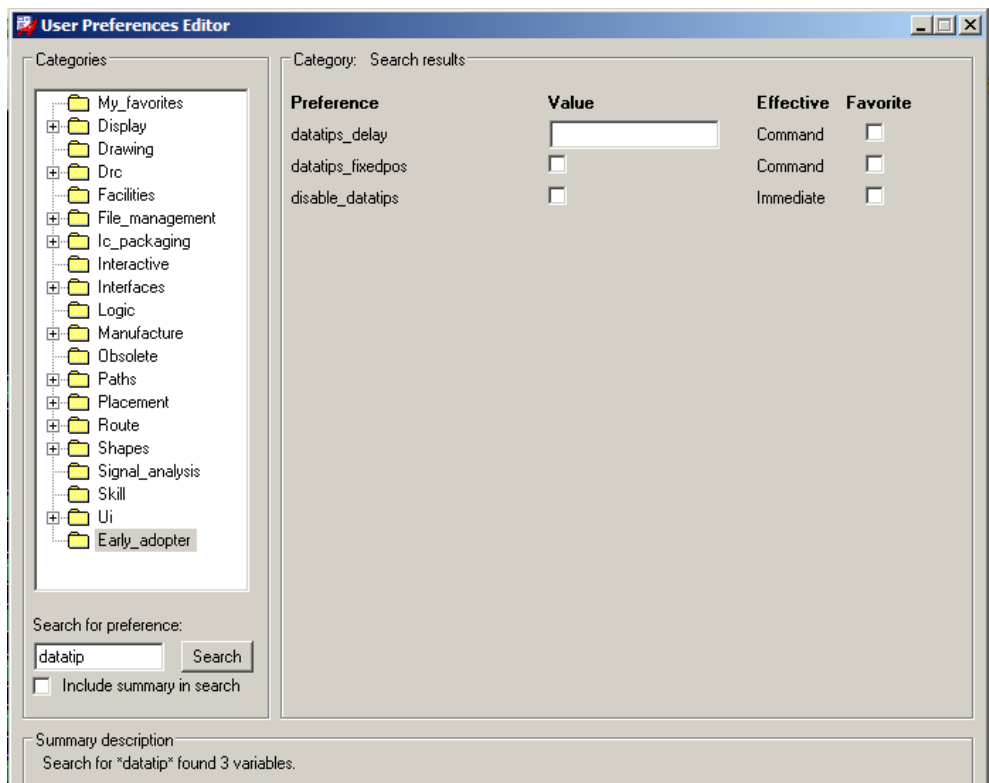 User Preferences Editor
Categories
My_favorites
Display
Drawing
Drc
Facilities
File_management
Ic_packaging
Interactive
Interfaces
Logic
Manufacture
Obsolete
Paths
Placement
Route
Shapes
Signal_analysis
Skill
Ui
Early_adopter
Search for preference:
datatip Search
Include summary in search
Category: Search results
Preference Value Effective Favorite
datatips_delay Command
datatips_fixedpos Command
disable_datatips Immediate
Summary description
Search for *datatip* found 3 variables.